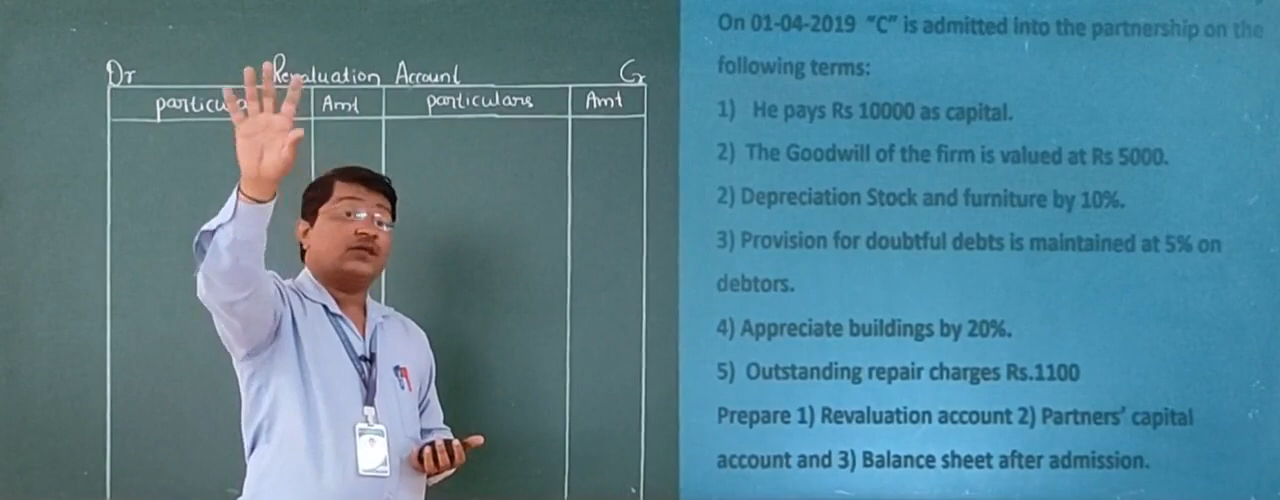 Dr Revaluation Account Cr
particu Amt particulars Amt
On 01-04-2019 "C" is admitted into the partnership on the
following terms:
1) He pays Rs 10000 as capital.
2) The Goodwill of the firm is valued at Rs 5000.
2) Depreciation Stock and furniture by 10%.
3) Provision for doubtful debts is maintained at 5% on
debtors.
4) Appreciate buildings by 20%.
5) Outstanding repair charges Rs.1100
Prepare 1) Revaluation account 2) Partners' capital
account and 3) Balance sheet after admission.